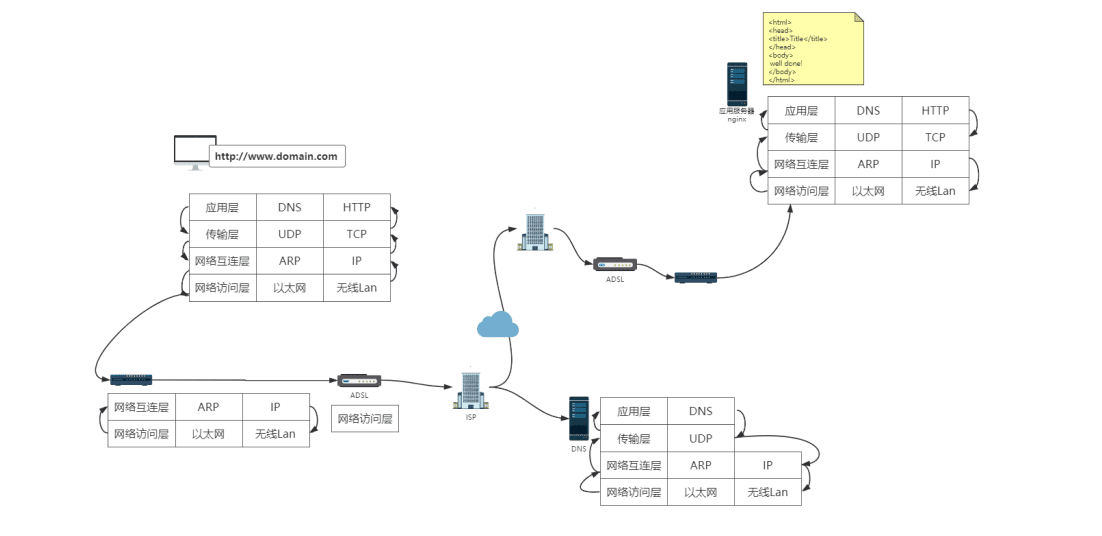 <html>
<head>
<title>Title</title>
</head>
<body>
well done!
</body>
</html>
应用服务器
nginx
应用层 DNS HTTP
传输层 UDP TCP
网络互连层 ARP IP
网络访问层 以太网 无线Lan
http://www.domain.com
应用层 DNS HTTP
传输层 UDP TCP
网络互连层 ARP IP
网络访问层 以太网 无线Lan
ADSL
ADSL
网络互连层 ARP IP
网络访问层 以太网 无线Lan
网络访问层
ISP
DNS
应用层 DNS
传输层 UDP
网络互连层 ARP IP
网络访问层 以太网 无线Lan